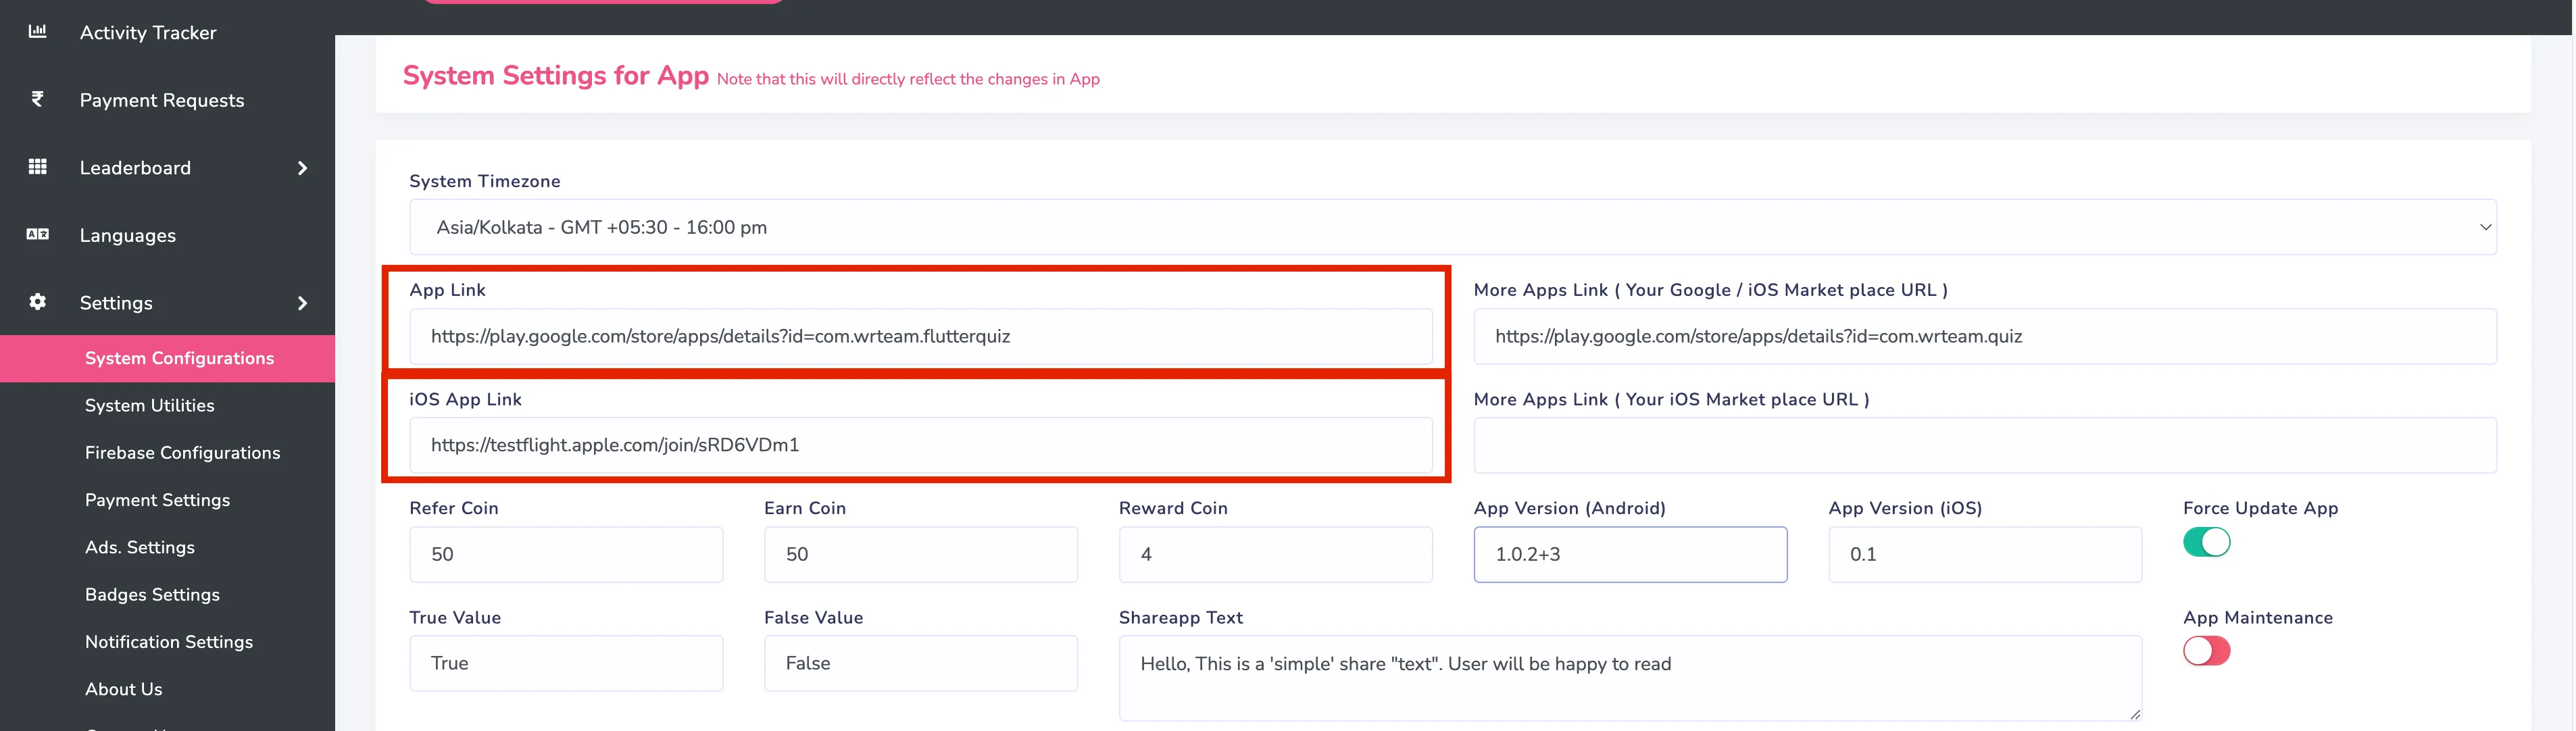 Activity Tracker
Payment Requests
Leaderboard
Languages
Settings
System Configurations
System Utilities
Firebase Configurations
Payment Settings
Ads. Settings
Badges Settings
Notification Settings
About Us
System Settings for App Note that this will directly reflect the changes in App
System Timezone
Asia/Kolkata - GMT +05:30 - 16:00 pm
App Link
https://play.google.com/store/apps/details?id=com.wrteam.flutterquiz
More Apps Link ( Your Google / iOS Market place URL )
https://play.google.com/store/apps/details?id=com.wrteam.quiz
iOS App Link
https://testflight.apple.com/join/sRD6VDm1
More Apps Link ( Your iOS Market place URL )
Refer Coin
50
Earn Coin
50
Reward Coin
4
App Version (Android)
1.0.2+3
App Version (iOS)
0.1
Force Update App
True Value
True
False Value
False
Shareapp Text
Hello, This is a 'simple' share "text". User will be happy to read
App Maintenance